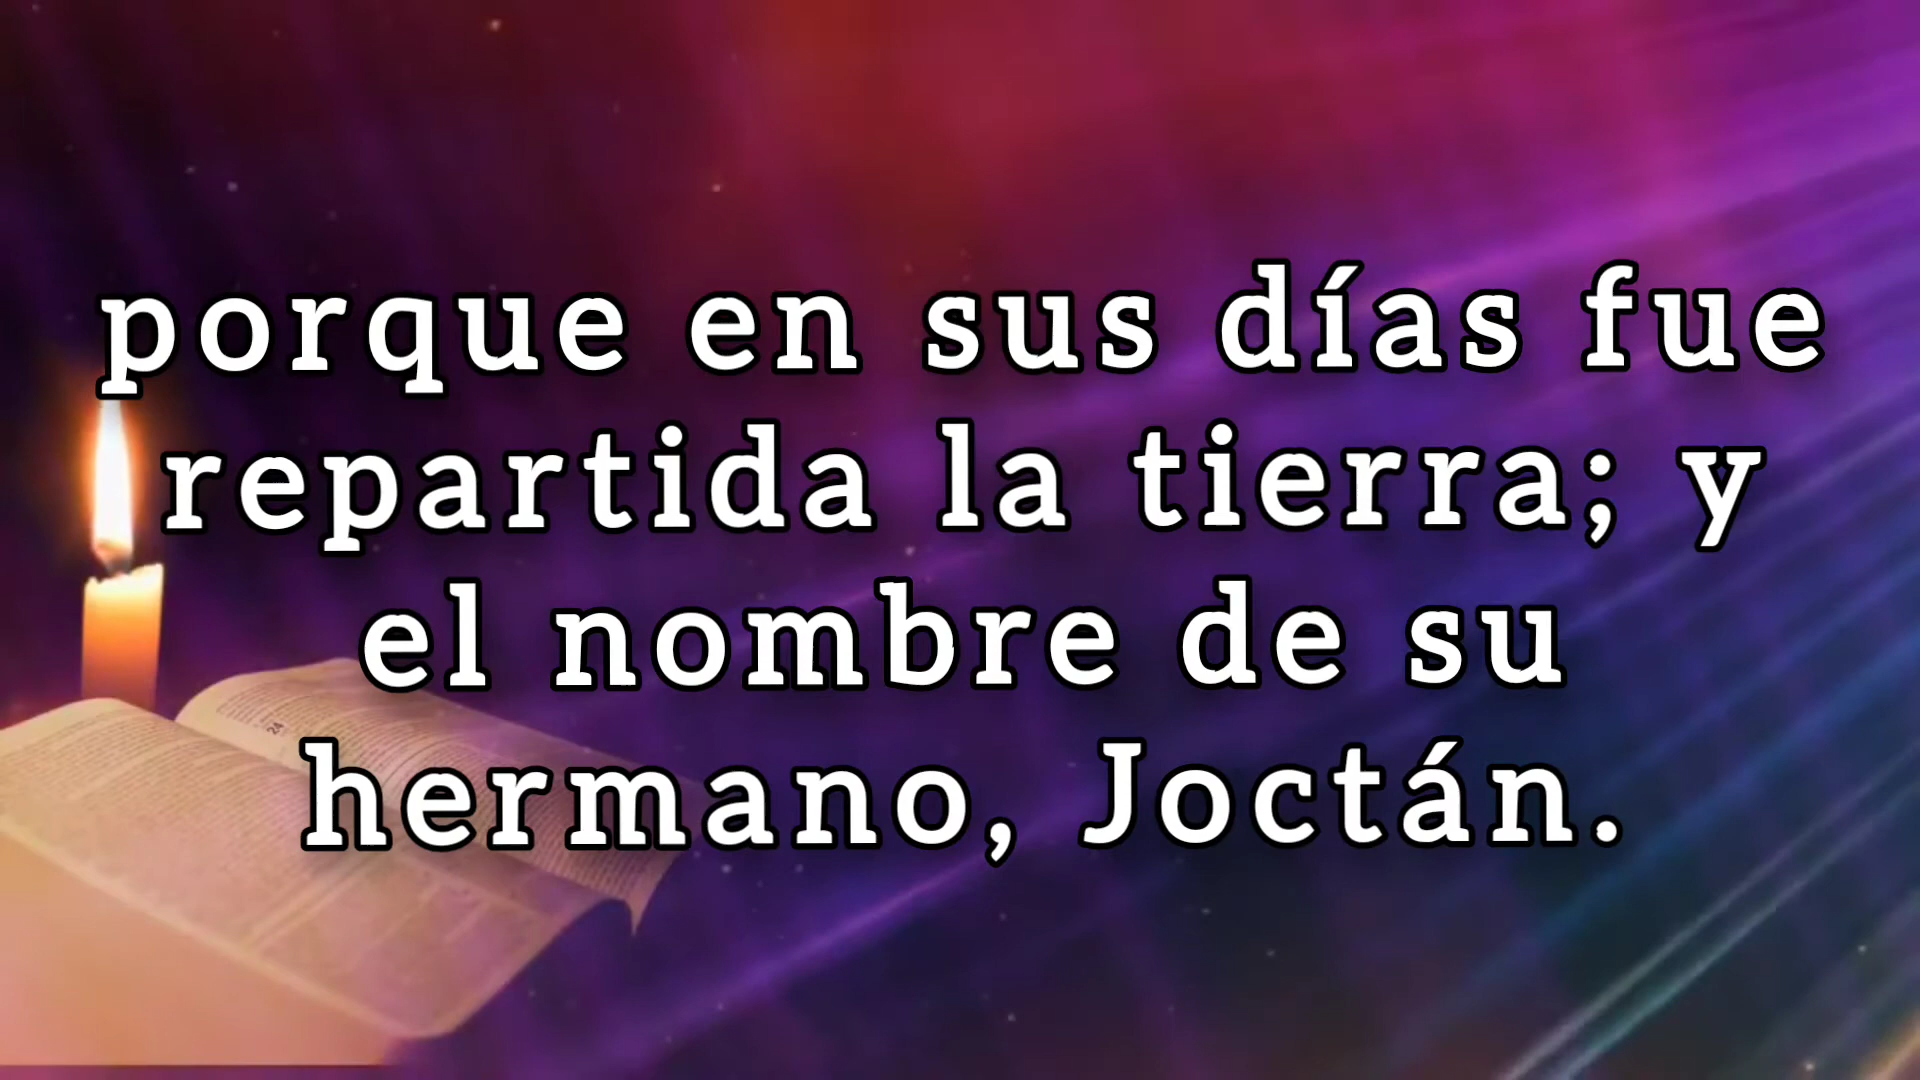 porque en sus días fue
repartida la tierra; y
el nombre de su
hermano, Joctán.